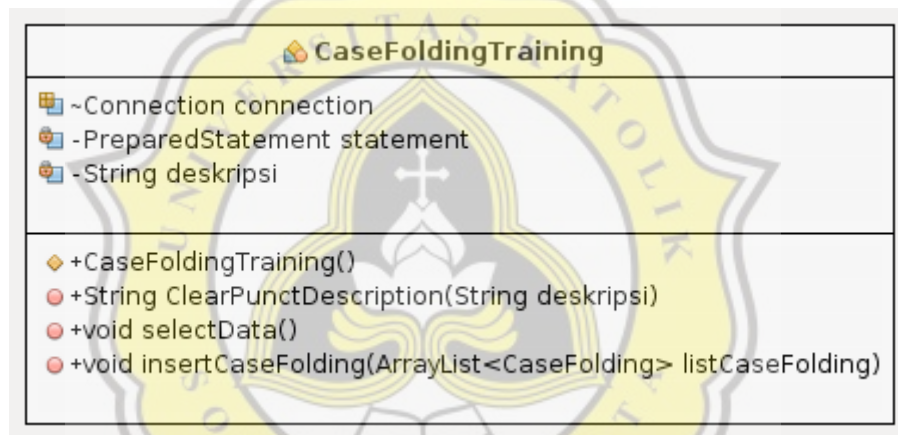 CaseFoldingTraining
~Connection connection
-PreparedStatement statement
-String deskripsi
+CaseFoldingTraining()
+String ClearPunctDescription(String deskripsi)
+void selectData()
+void insertCaseFolding(ArrayList<CaseFolding> listCaseFolding)